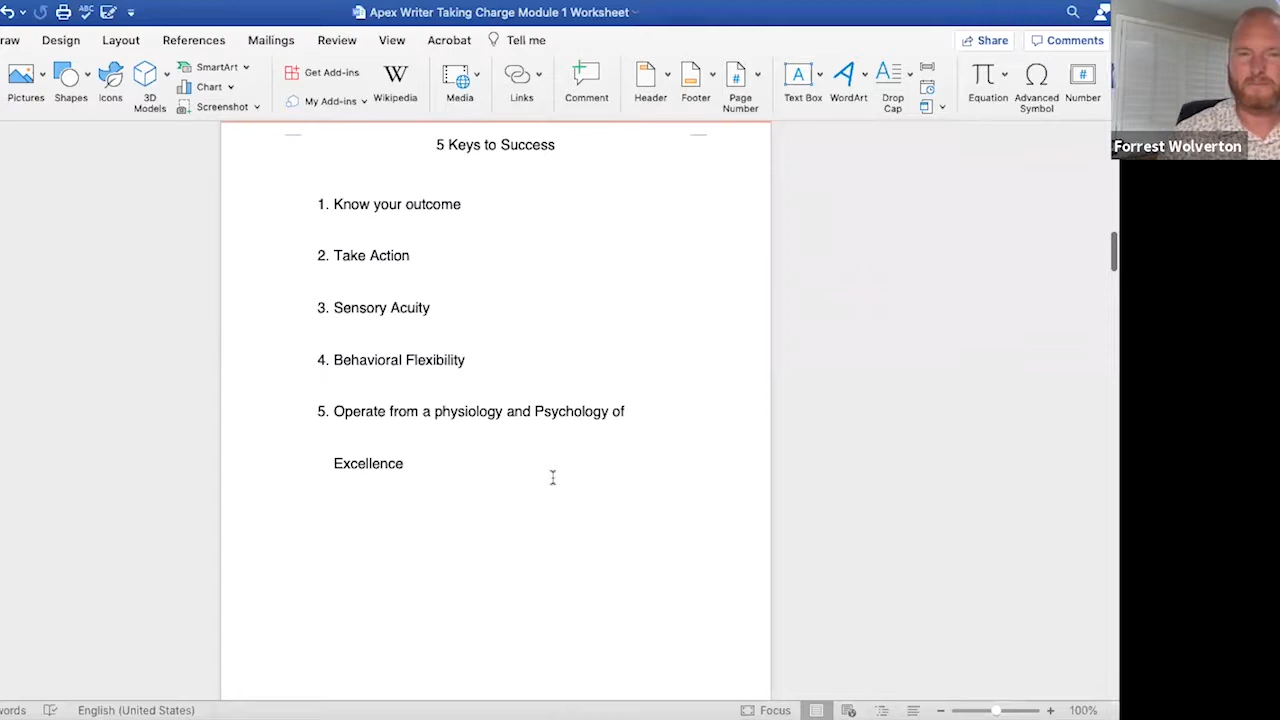 Apex Writer Taking Charge Module 1 Worksheet
raw Design Layout References Mailings Review View Acrobat Tell me Share Comments
SmartArt
Chart
Screenshot
Get Add-ins
My Add-ins
Pictures Shapes Icons 3D Models Wikipedia Media Links Comment Header Footer Page Number Text Box WordArt Drop Cap Equation Advanced Symbol Number
Forrest Wolverton
5 Keys to Success
1. Know your outcome
2. Take Action
3. Sensory Acuity
4. Behavioral Flexibility
5. Operate from a physiology and Psychology of
Excellence
words English (United States) Focus 100%